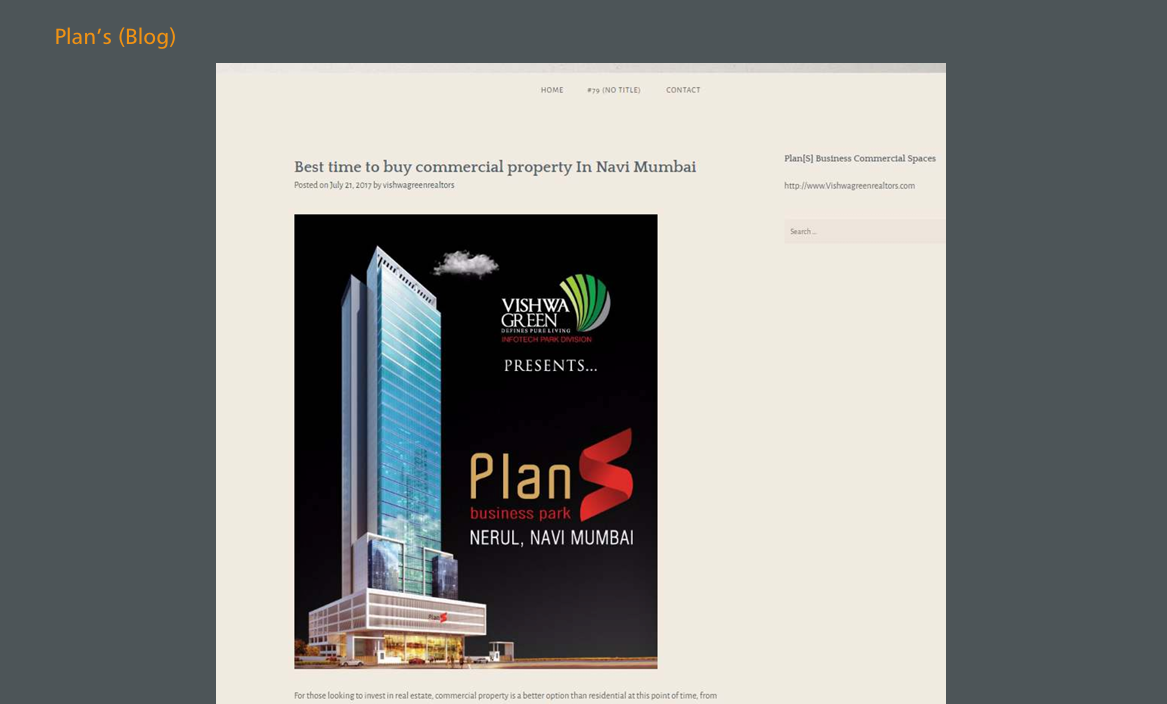 Plan's (Blog)
HOME #79 (NO TITLE) CONTACT
Best time to buy commercial property In Navi Mumbai
Posted on July 21, 2017 by vishwagreenrealtors
Plan[S] Business Commercial Spaces
http://www.Vishwagreenrealtors.com
Search …
VISHWA
GREEN
DEFINES PURE LIVING
INFOTECH PARK DIVISION
PRESENTS...
Plan S
business park
NERUL, NAVI MUMBAI
Plan S
For those looking to invest in real estate, commercial property is a better option than residential at this point of time, from